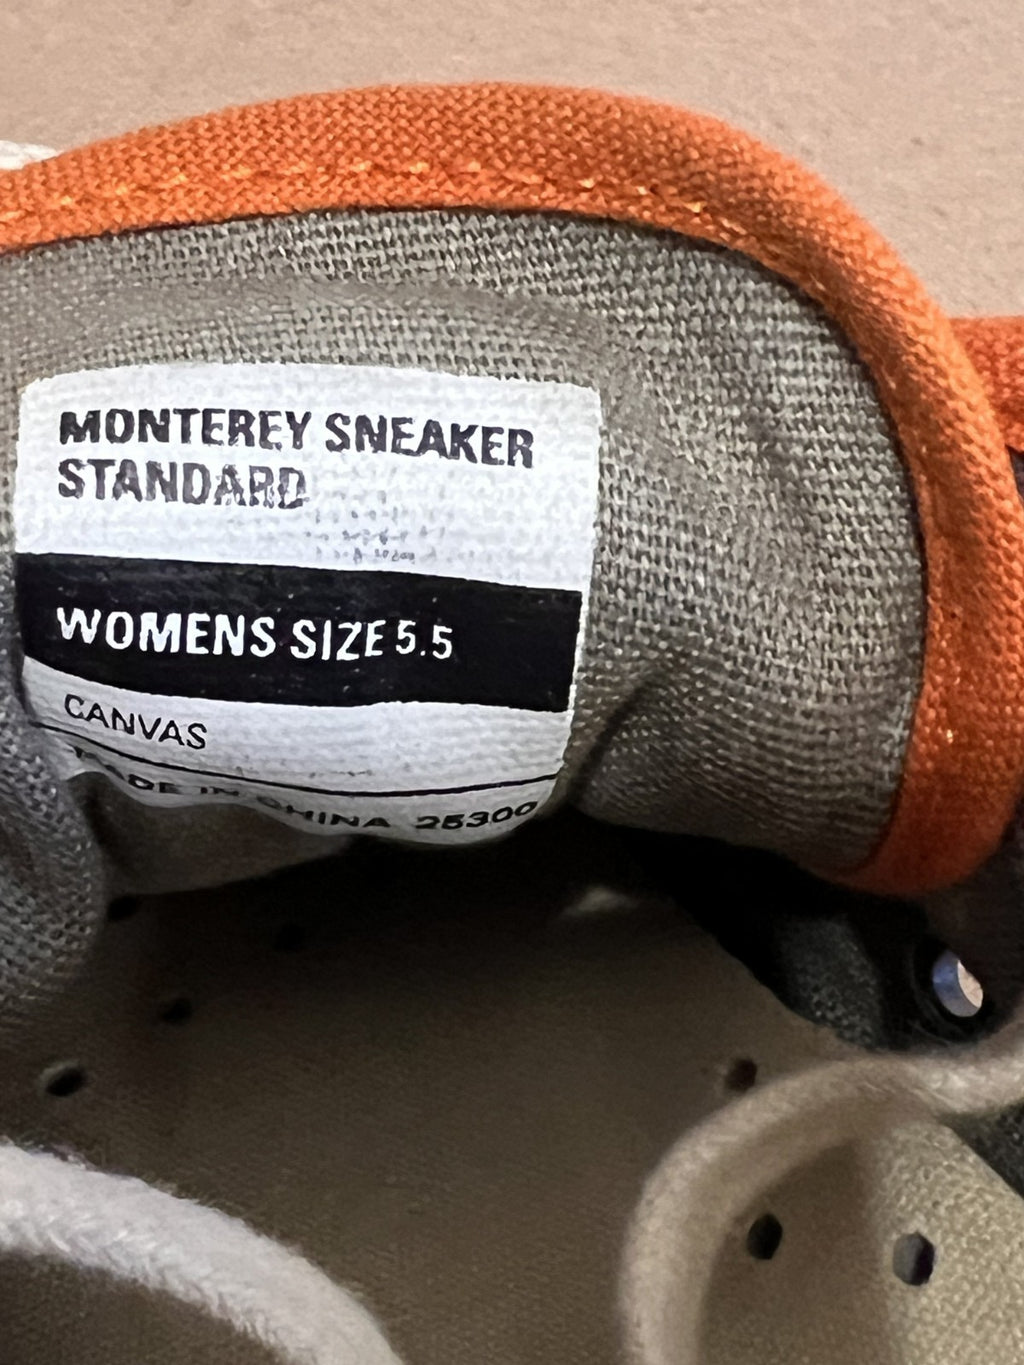 MONTEREY SNEAKER
STANDARD
WOMENS SIZE 5.5
CANVAS
MADE IN CHINA 25300